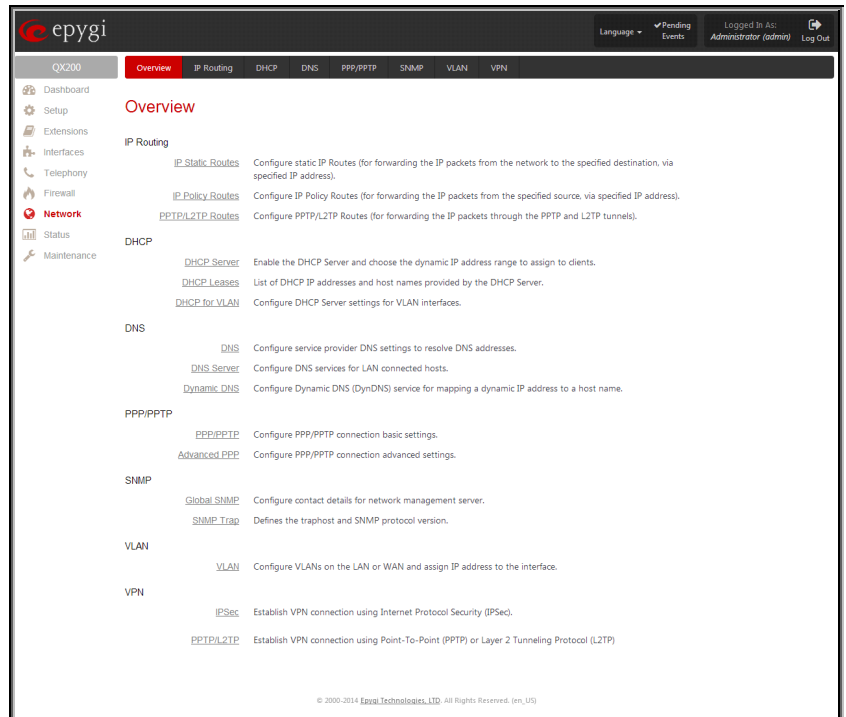 epygi
Language
Pending Events
Logged In As:
Administrator (admin)
Log Out
QX200
Dashboard
Setup
Extensions
Interfaces
Telephony
Firewall
Network
Status
Maintenance
Overview IP Routing DHCP DNS PPP/PPTP SNMP VLAN VPN
Overview
IP Routing
IP Static Routes Configure static IP Routes (for forwarding the IP packets from the network to the specified destination, via
specified IP address).
IP Policy Routes Configure IP Policy Routes (for forwarding the IP packets from the specified source, via specified IP address).
PPTP/L2TP Routes Configure PPTP/L2TP Routes (for forwarding the IP packets through the PPTP and L2TP tunnels).
DHCP
DHCP Server Enable the DHCP Server and choose the dynamic IP address range to assign to clients.
DHCP Leases List of DHCP IP addresses and host names provided by the DHCP Server.
DHCP for VLAN Configure DHCP Server settings for VLAN interfaces.
DNS
DNS Configure service provider DNS settings to resolve DNS addresses.
DNS Server Configure DNS services for LAN connected hosts.
Dynamic DNS Configure Dynamic DNS (DynDNS) service for mapping a dynamic IP address to a host name.
PPP/PPTP
PPP/PPTP Configure PPP/PPTP connection basic settings.
Advanced PPP Configure PPP/PPTP connection advanced settings.
SNMP
Global SNMP Configure contact details for network management server.
SNMP Trap Defines the traphost and SNMP protocol version.
VLAN
VLAN Configure VLANs on the LAN or WAN and assign IP address to the interface.
VPN
IPSec Establish VPN connection using Internet Protocol Security (IPSec).
PPTP/L2TP Establish VPN connection using Point-To-Point (PPTP) or Layer 2 Tunneling Protocol (L2TP)
© 2000-2014 Epygi Technologies, LTD. All Rights Reserved. (en_US)